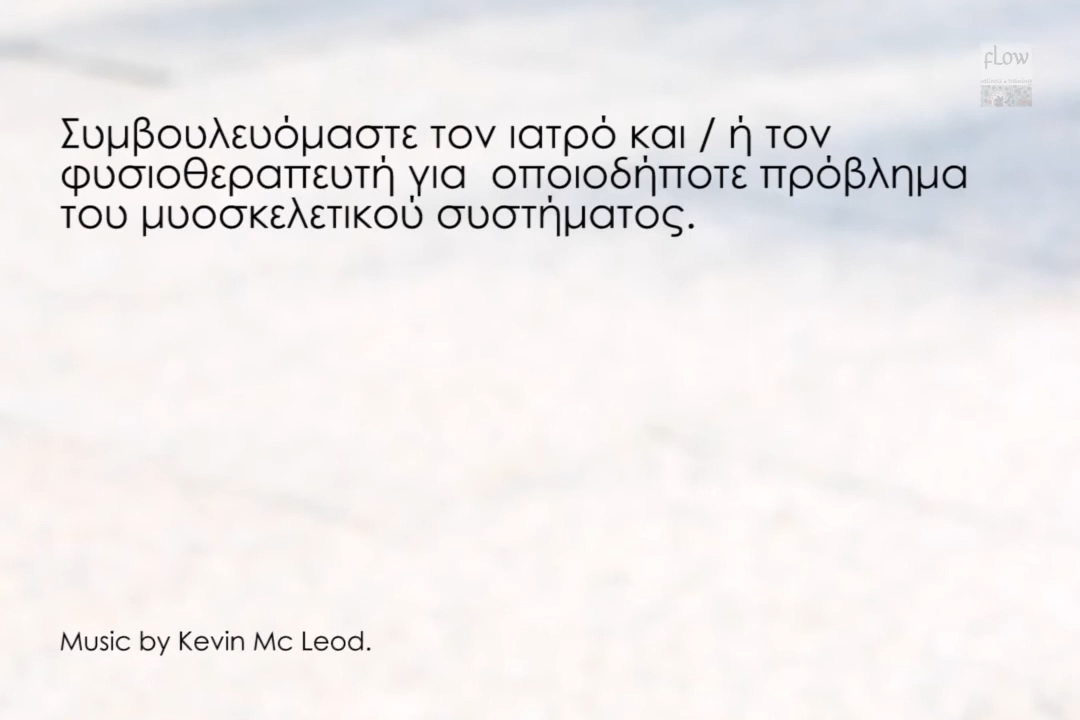 fLow
Συμβουλευόμαστε τον ιατρό και / ή τον
φυσιοθεραπευτή για οποιοδήποτε πρόβλημα
του μυοσκελετικού συστήματος.
Music by Kevin Mc Leod.